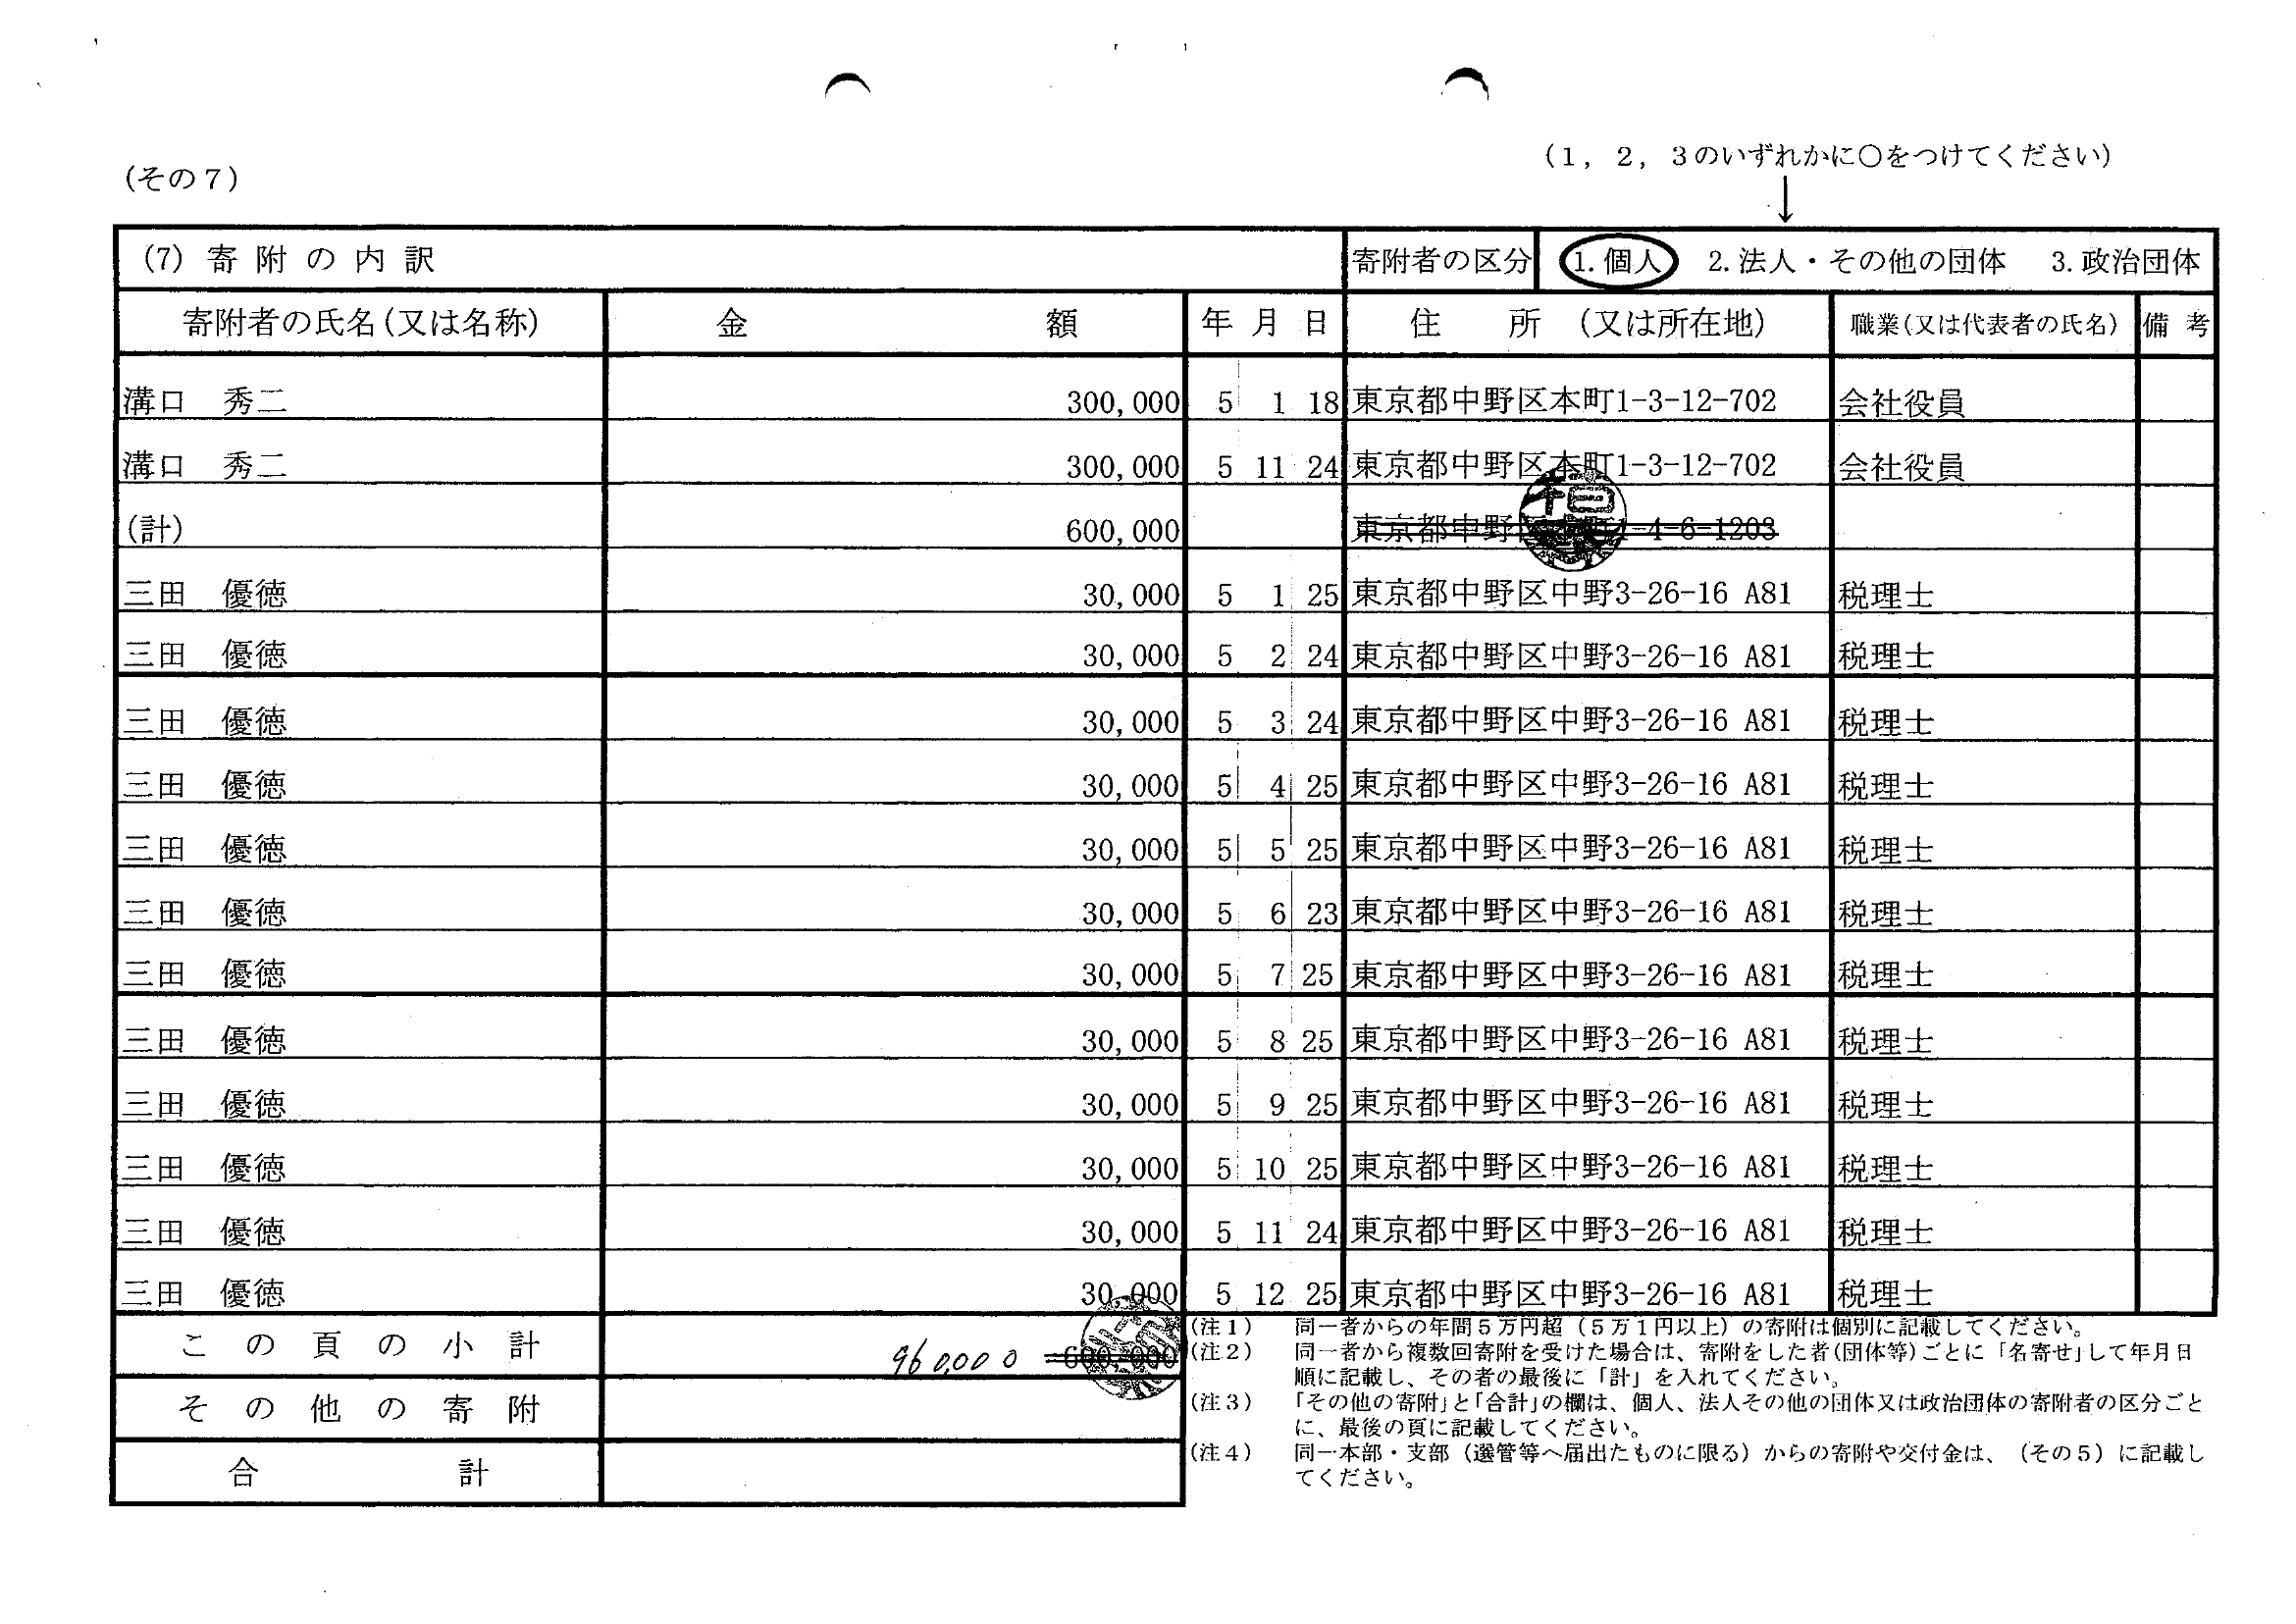 (その7)
(1, 2, 3のいずれかに〇をつけてください)
↓
(7) 寄附の内訳 寄附者の区分 1.個人 2.法人・その他の団体 3.政治団体
寄附者の氏名(又は名称) 金額 年 月 日 住所 (又は所在地) 職業(又は代表者の氏名) 備考
溝口 秀二 300,000 5 1 18 東京都中野区本町1-3-12-702 会社役員
溝口 秀二 300,000 5 11 24 東京都中野区本町1-3-12-702 会社役員
(計) 600,000 東京都中野 1-4-6-1203
三田 優徳 30,000 5 1 25 東京都中野区中野3-26-16 A81 税理士
三田 優徳 30,000 5 2 24 東京都中野区中野3-26-16 A81 税理士
三田 優徳 30,000 5 3 24 東京都中野区中野3-26-16 A81 税理士
三田 優徳 30,000 5 4 25 東京都中野区中野3-26-16 A81 税理士
三田 優徳 30,000 5 5 25 東京都中野区中野3-26-16 A81 税理士
三田 優徳 30,000 5 6 23 東京都中野区中野3-26-16 A81 税理士
三田 優徳 30,000 5 7 25 東京都中野区中野3-26-16 A81 税理士
三田 優徳 30,000 5 8 25 東京都中野区中野3-26-16 A81 税理士
三田 優徳 30,000 5 9 25 東京都中野区中野3-26-16 A81 税理士
三田 優徳 30,000 5 10 25 東京都中野区中野3-26-16 A81 税理士
三田 優徳 30,000 5 11 24 東京都中野区中野3-26-16 A81 税理士
三田 優徳 30,000 5 12 25 東京都中野区中野3-26-16 A81 税理士
この頁の小計 960,000 600,000
その他の寄附
合計
(注1) 同一者からの年間5万円超(5万1円以上)の寄附は個別に記載してください。
(注2) 同一者から複数回寄附を受けた場合は、寄附をした者(団体等)ごとに「名寄せ」して年月日
順に記載し、その者の最後に「計」を入れてください。
(注3) 「その他の寄附」と「合計」の欄は、個人、法人その他の団体又は政治団体の寄附者の区分ごと
に、最後の頁に記載してください。
(注4) 同一本部・支部(選管等へ届出たものに限る)からの寄附や交付金は、(その5)に記載し
てください。